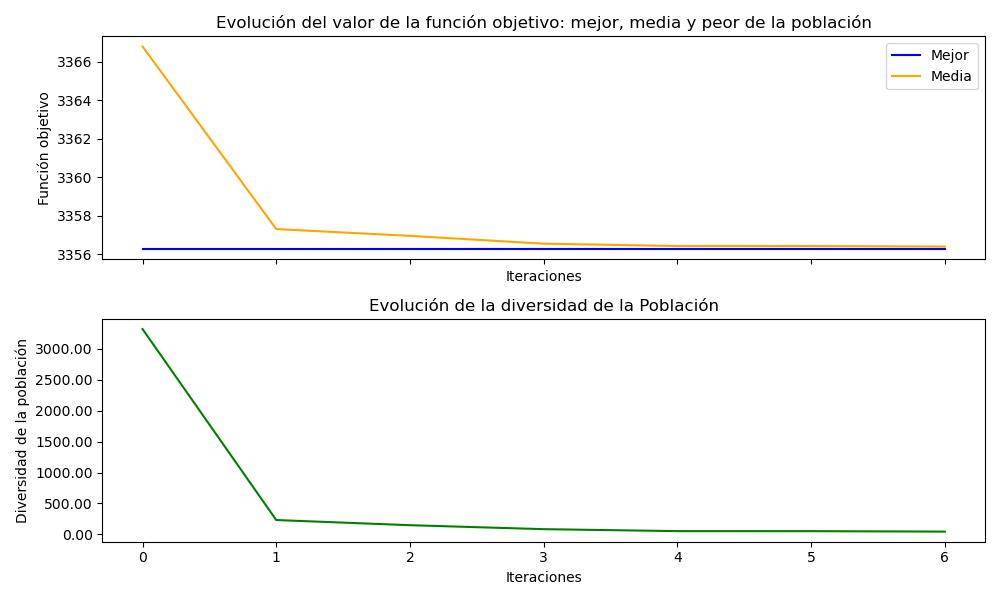 Evolución del valor de la función objetivo: mejor, media y peor de la población
Función objetivo
3366
3364
3362
3360
3358
3356
Mejor
Media
Iteraciones
Evolución de la diversidad de la Población
Diversidad de la población
3000.00
2500.00
2000.00
1500.00
1000.00
500.00
0.00
0 1 2 3 4 5 6
Iteraciones